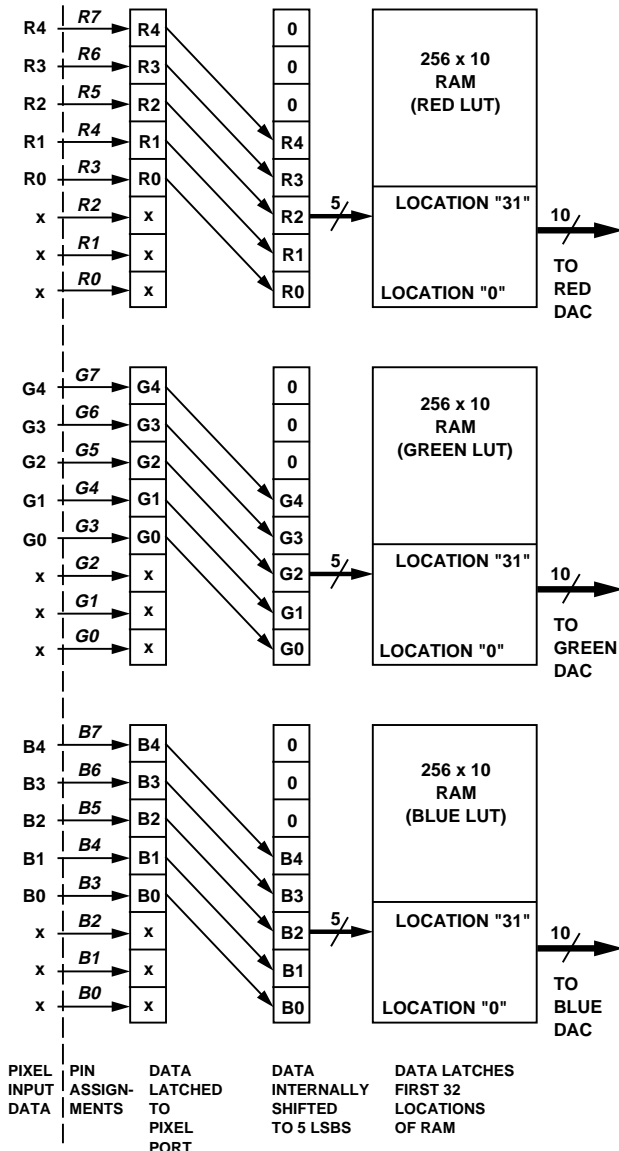 R4 R7 R4 0
R3 R6 R3 0 256 x 10
R2 R5 R2 0 RAM
(RED LUT)
R1 R4 R1 R4
R0 R3 R0 R3
x R2 x R2 5 LOCATION "31" 10
x R1 x R1
x R0 x R0 LOCATION "0"
TO
RED
DAC
G4 G7 G4 0
G3 G6 G3 0 256 x 10
G2 G5 G2 0 RAM
(GREEN LUT)
G1 G4 G1 G4
G0 G3 G0 G3
x G2 x G2 5 LOCATION "31" 10
x G1 x G1
x G0 x G0 LOCATION "0"
TO
GREEN
DAC
B4 B7 B4 0
B3 B6 B3 0 256 x 10
B2 B5 B2 0 RAM
(BLUE LUT)
B1 B4 B1 B4
B0 B3 B0 B3
x B2 x B2 5 LOCATION "31" 10
x B1 x B1
x B0 x B0 LOCATION "0"
TO
BLUE
DAC
PIXEL
INPUT
DATA
PIN
ASSIGN-
MENTS
DATA
LATCHED
TO
PIXEL
PORT
DATA
INTERNALLY
SHIFTED
TO 5 LSBS
DATA LATCHES
FIRST 32
LOCATIONS
OF RAM